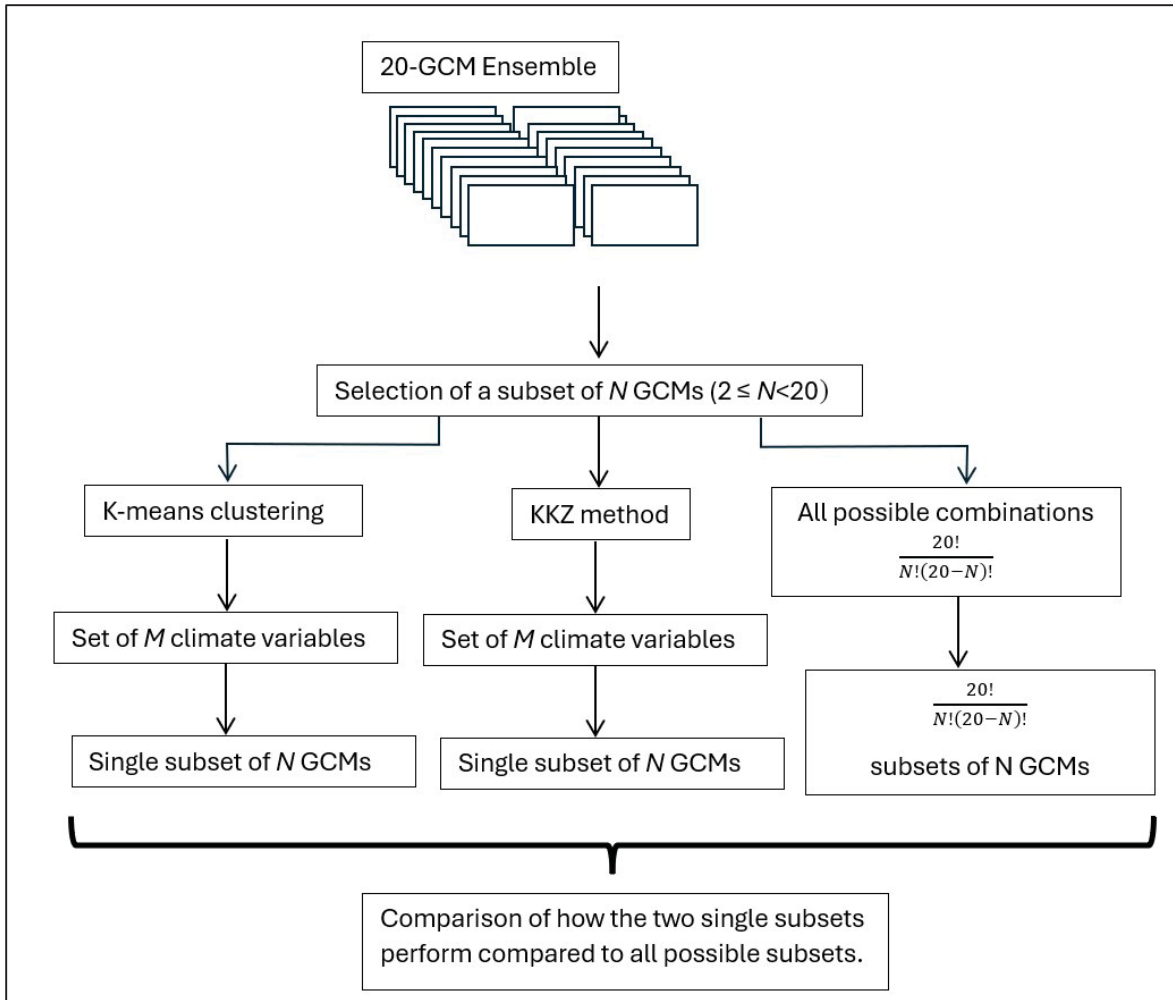 20-GCM Ensemble
Selection of a subset of N GCMs (2 ≤ N<20)
K-means clustering
KKZ method
All possible combinations
20!
N!(20−N)!
Set of M climate variables
Set of M climate variables
20!
N!(20−N)!
subsets of N GCMs
Single subset of N GCMs
Single subset of N GCMs
Comparison of how the two single subsets
perform compared to all possible subsets.